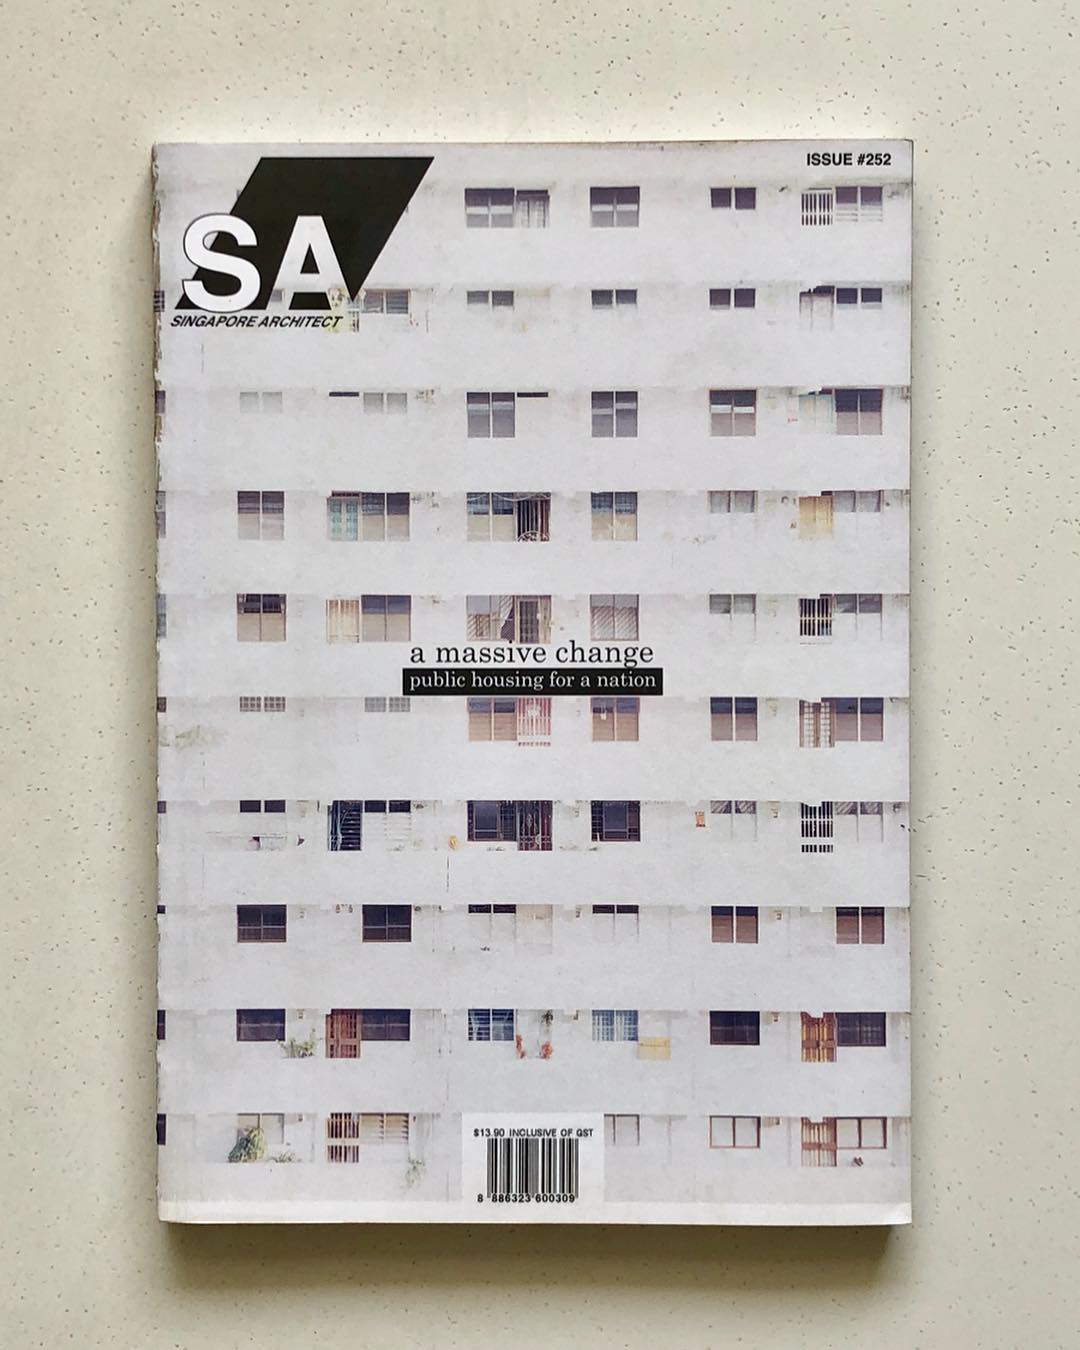 ISSUE #252
SA
SINGAPORE ARCHITECT
a massive change
public housing for a nation
$13.90 INCLUSIVE OF GST
8 886323 600309